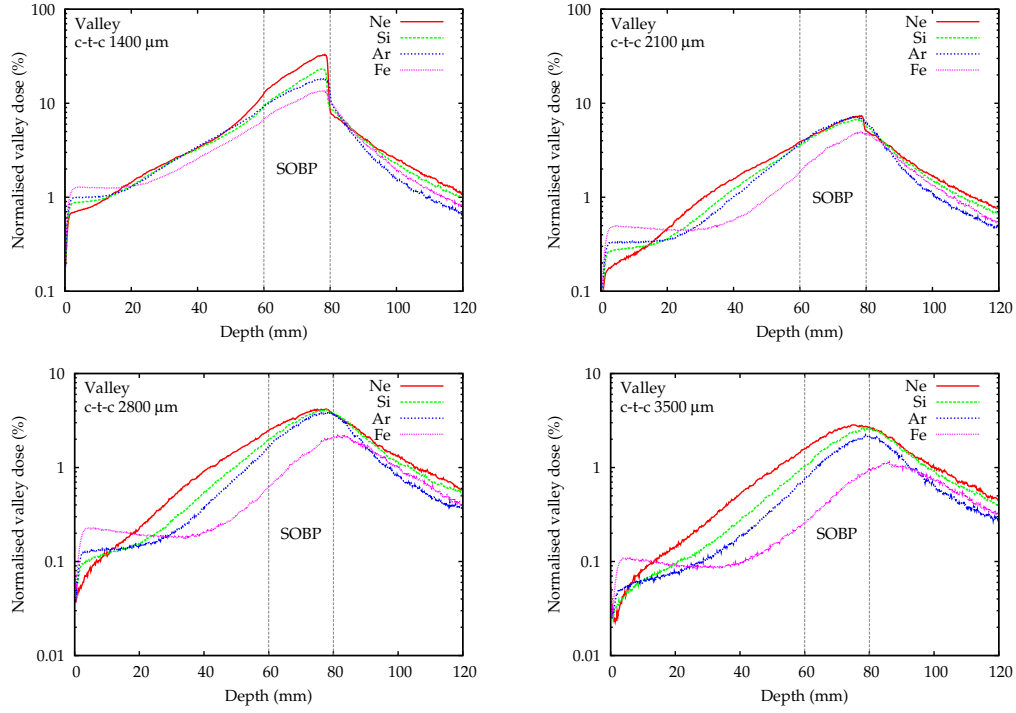 Valley
c-t-c 1400 µm
Ne
Si
Ar
Fe
SOBP
Normalised valley dose (%)
100
10
1
0.1
0 20 40 60 80 100 120
Depth (mm)
Valley
c-t-c 2100 µm
Ne
Si
Ar
Fe
SOBP
Normalised valley dose (%)
100
10
1
0.1
0 20 40 60 80 100 120
Depth (mm)
Valley
c-t-c 2800 µm
Ne
Si
Ar
Fe
SOBP
Normalised valley dose (%)
10
1
0.1
0.01
0 20 40 60 80 100 120
Depth (mm)
Valley
c-t-c 3500 µm
Ne
Si
Ar
Fe
SOBP
Normalised valley dose (%)
10
1
0.1
0.01
0 20 40 60 80 100 120
Depth (mm)